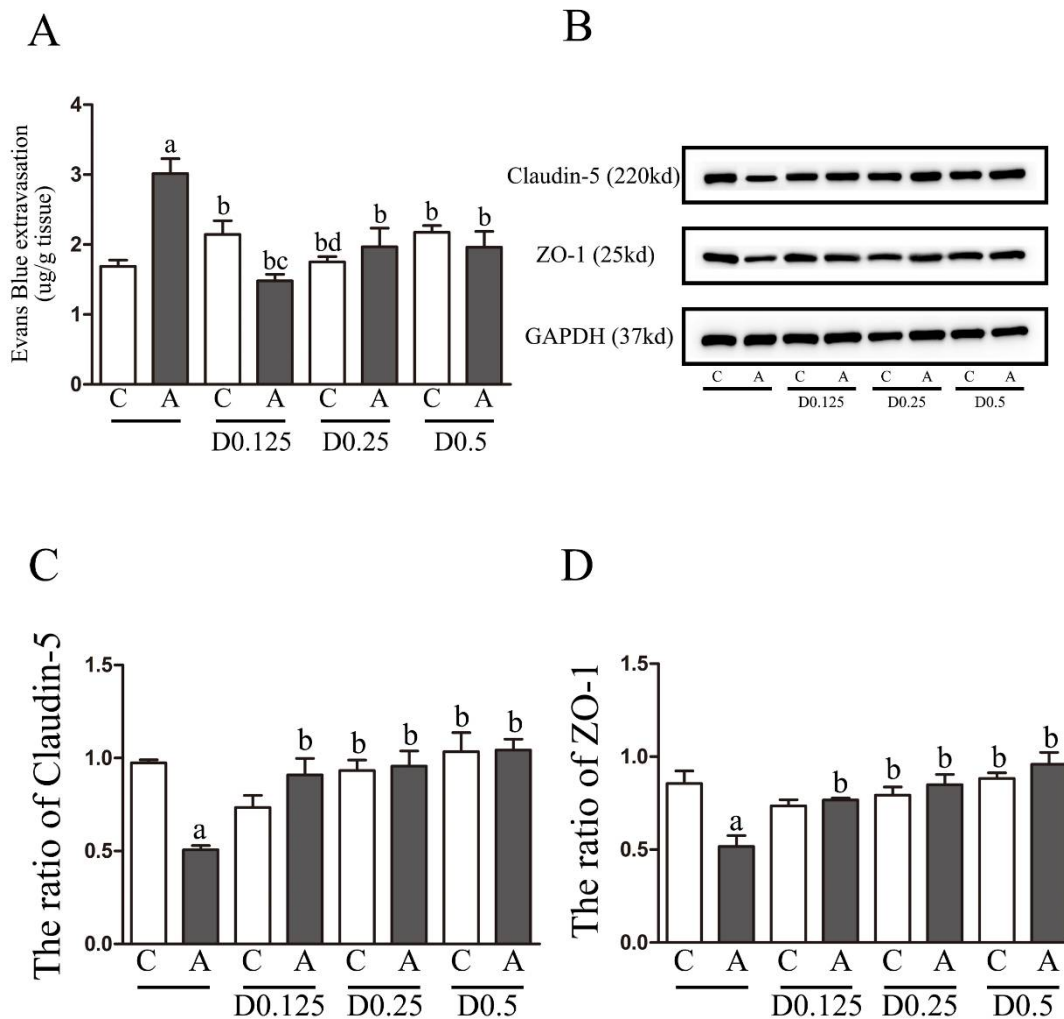 A
Evans Blue extravasation
(ug/g tissue)
4
3
2
1
0
a
b
bc
bd
b
b
b
C A C A C A C A
D0.125 D0.25 D0.5
B
Claudin-5 (220kd)
ZO-1 (25kd)
GAPDH (37kd)
C A C A C A C A
D0.125 D0.25 D0.5
C
The ratio of Claudin-5
1.5
1.0
0.5
0.0
a
b
b
b
b
b
C A C A C A C A
D0.125 D0.25 D0.5
D
The ratio of ZO-1
1.5
1.0
0.5
0.0
a
b
b
b
b
b
C A C A C A C A
D0.125 D0.25 D0.5